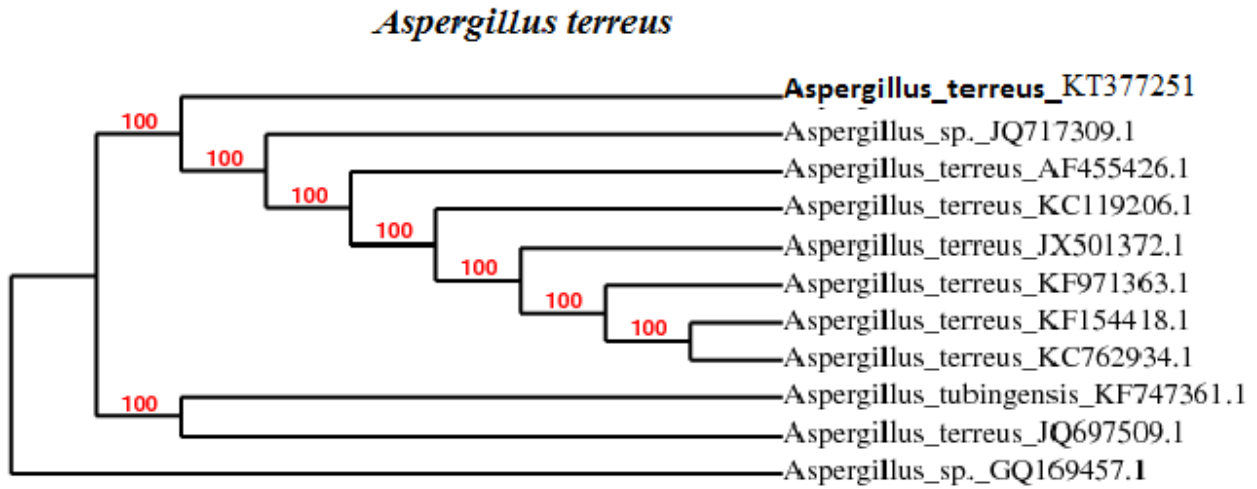 Aspergillus terreus
Aspergillus_terreus_KT377251
100
Aspergillus_sp._JQ717309.1
100
Aspergillus_terreus_AF455426.1
100
Aspergillus_terreus_KC119206.1
100
Aspergillus_terreus_JX501372.1
100
Aspergillus_terreus_KF971363.1
100
Aspergillus_terreus_KF154418.1
100
Aspergillus_terreus_KC762934.1
Aspergillus_tubingensis_KF747361.1
100
Aspergillus_terreus_JQ697509.1
Aspergillus_sp._GQ169457.1